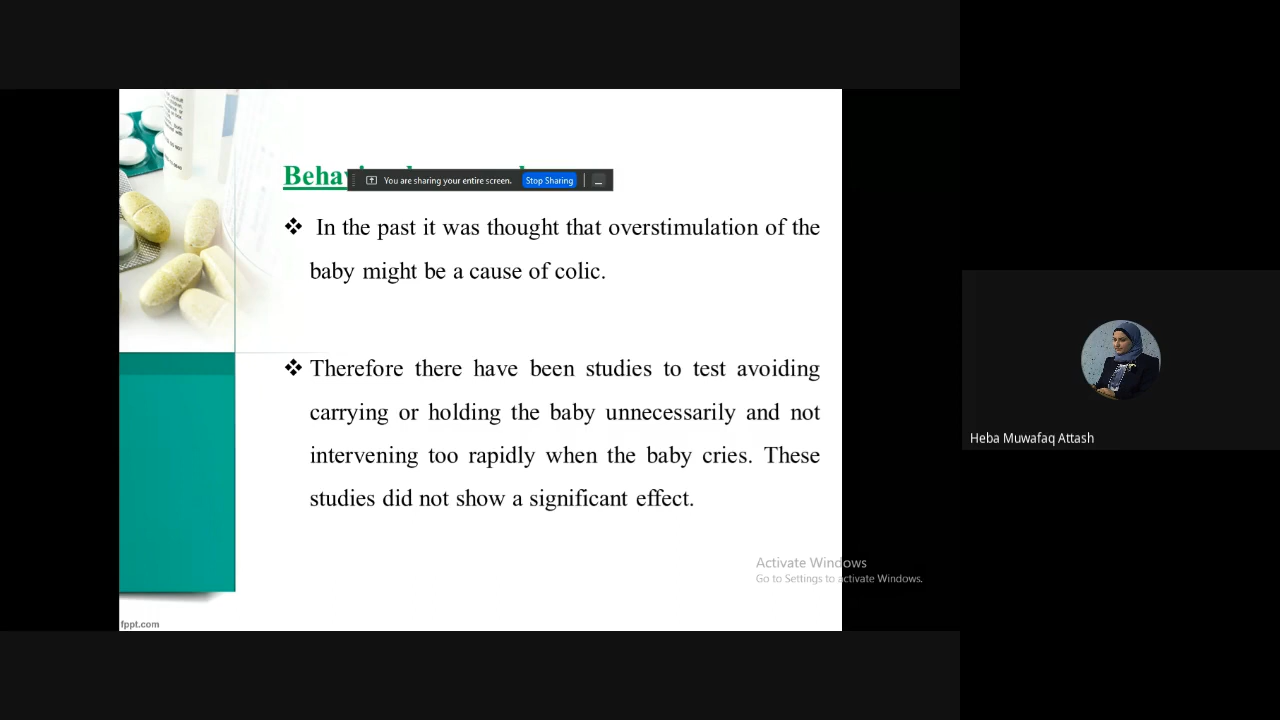 Beha
You are sharing your entire screen. Stop Sharing
❖ In the past it was thought that overstimulation of the
baby might be a cause of colic.
❖ Therefore there have been studies to test avoiding
carrying or holding the baby unnecessarily and not
intervening too rapidly when the baby cries. These
studies did not show a significant effect.
Heba Muwafaq Attash
Activate Windows
Go to Settings to activate Windows.
fppt.com